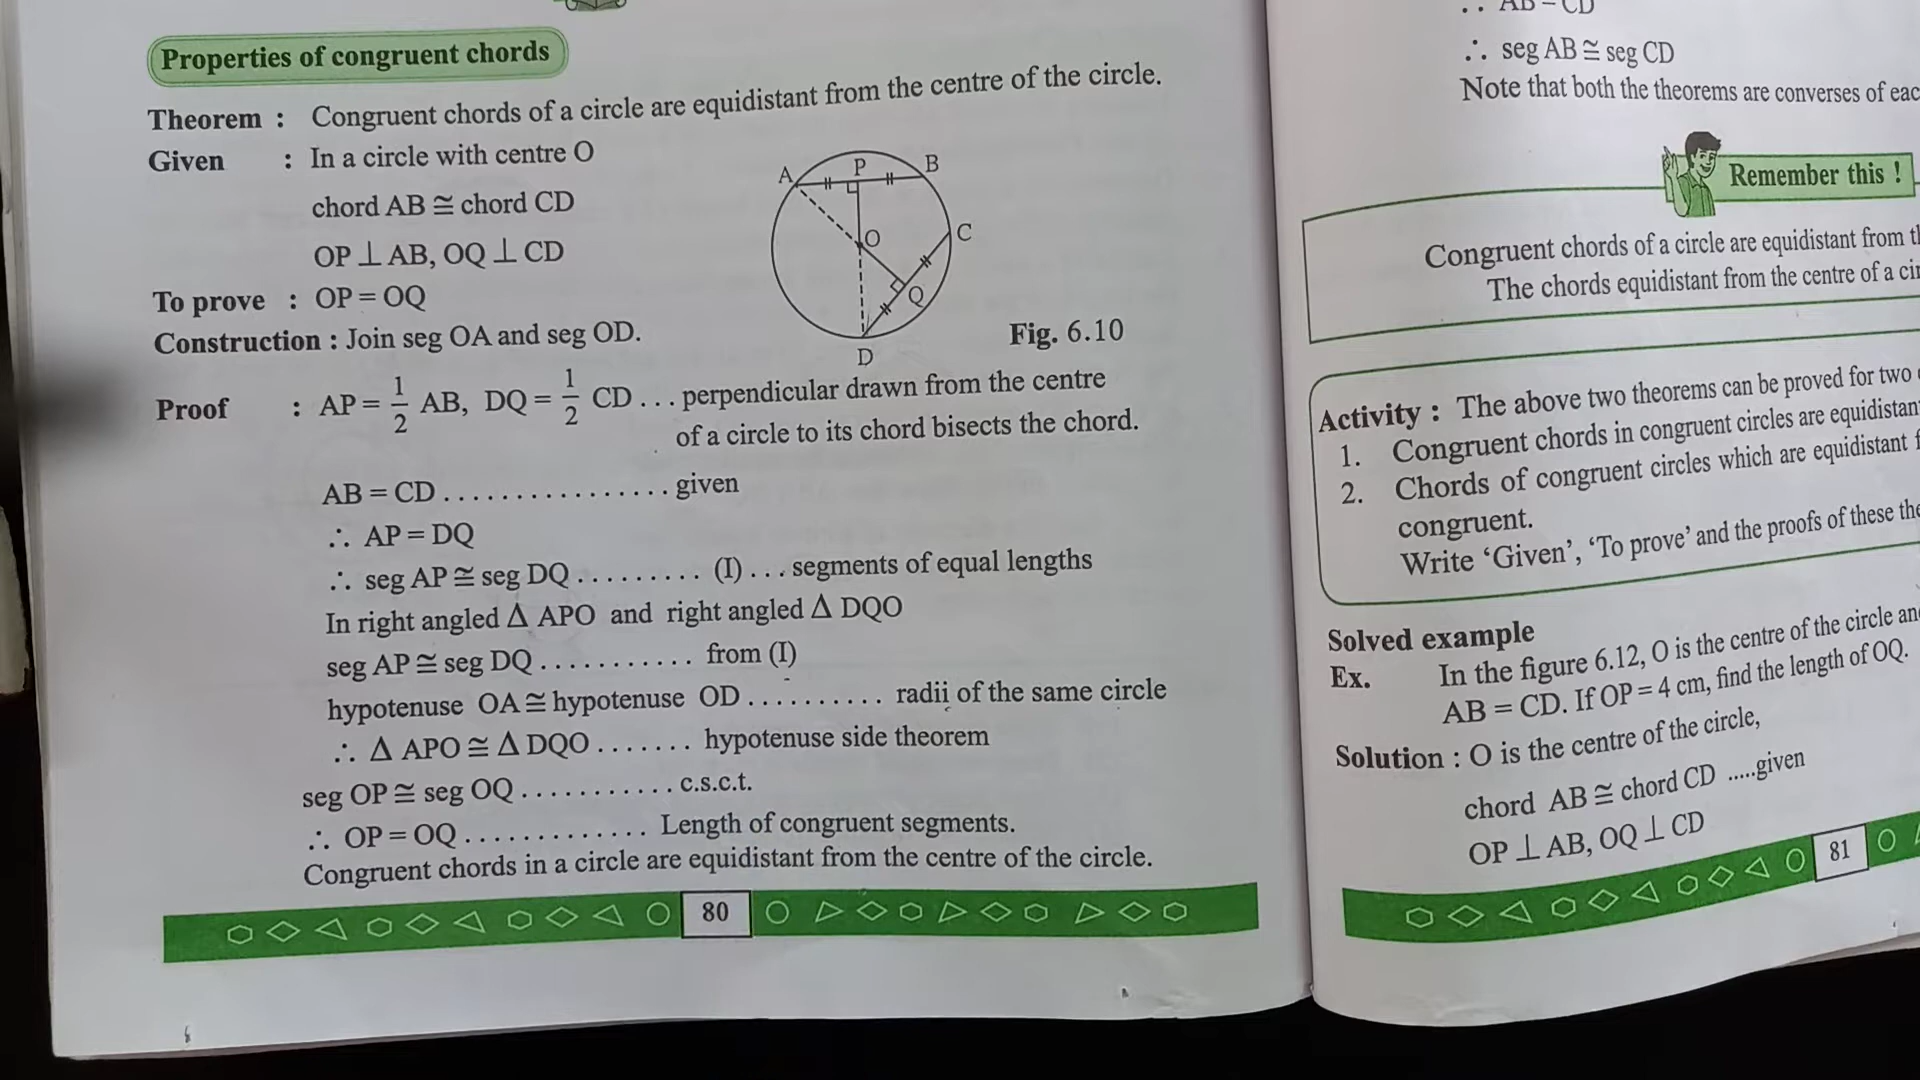 Properties of congruent chords
Theorem : Congruent chords of a circle are equidistant from the centre of the circle.
Given : In a circle with centre O
chord AB ≅ chord CD
OP ⊥ AB, OQ ⊥ CD
To prove : OP = OQ
Construction : Join seg OA and seg OD.
A
P
B
O
C
Q
D
Fig. 6.10
Proof : AP = 1/2 AB, DQ = 1/2 CD ... perpendicular drawn from the centre
of a circle to its chord bisects the chord.
AB = CD ................ given
∴ AP = DQ
∴ seg AP ≅ seg DQ ......... (I) ... segments of equal lengths
In right angled Δ APO and right angled Δ DQO
seg AP ≅ seg DQ ........... from (I)
hypotenuse OA ≅ hypotenuse OD .......... radii of the same circle
∴ Δ APO ≅ Δ DQO ....... hypotenuse side theorem
seg OP ≅ seg OQ ........... c.s.c.t.
∴ OP = OQ ............. Length of congruent segments.
Congruent chords in a circle are equidistant from the centre of the circle.
80
∴ AB = CD
∴ seg AB ≅ seg CD
Note that both the theorems are converses of
Remember this !
Congruent chords of a circle are equidistant from
The chords equidistant from the centre of a
Activity : The above two theorems can be proved for two
1. Congruent chords in congruent circles are
2. Chords of congruent circles which are equidistant
congruent.
Write ‘Given’, ‘To prove’ and the proofs of these
Solved example
Ex. In the figure 6.12, O is the centre of the circle
AB = CD. If OP = 4 cm, find the length of OQ.
Solution : O is the centre of the circle,
chord AB ≅ chord CD .....given
OP ⊥ AB, OQ ⊥ CD
81